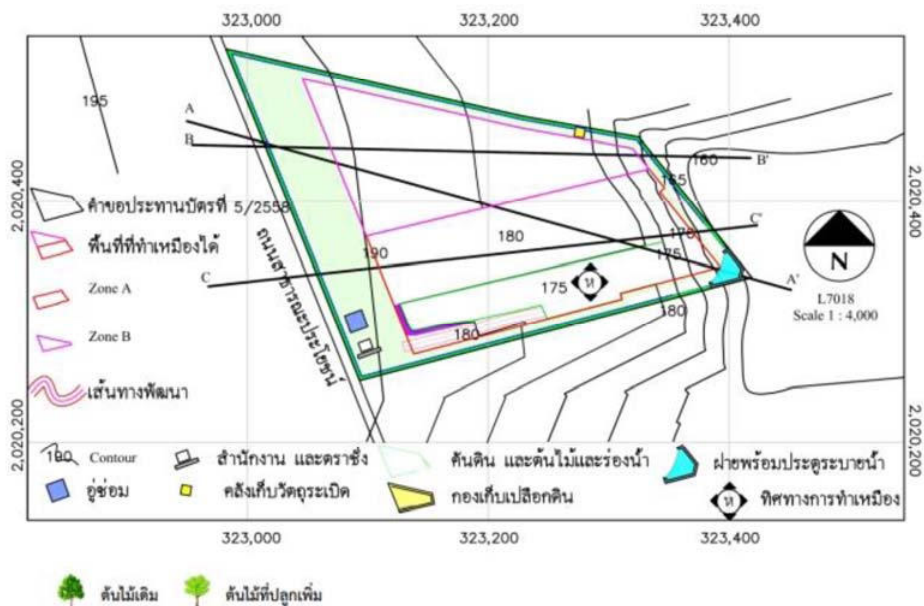 323,000 323,200 323,400
195
A
B
160
B'
165
2,020,400
2,020,400
คำขอประทานบัตรที่ 5/2558
C'
170
พื้นที่ที่ทำเหมืองได้
190
180
175
C
175
ห
A'
N
L7018
Scale 1 : 4,000
Zone A
180
180
Zone B
ถนนสาธารณะประโยชน์
เส้นทางพัฒนา
2,020,200
2,020,200
190 Contour
สำนักงาน และตราชั่ง
คันดิน และต้นไม้และร่องน้ำ
ฝายพร้อมประตูระบายน้ำ
อู่ซ่อม
คลังเก็บวัตถุระเบิด
กองเก็บเปลือกดิน
ห
ทิศทางการทำเหมือง
323,000 323,200 323,400
ต้นไม้เดิม
ต้นไม้ที่ปลูกเพิ่ม